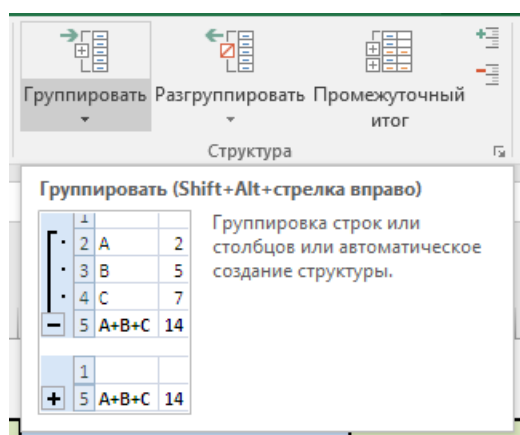 Группировать Разгруппировать Промежуточный
итог
Структура
Группировать (Shift+Alt+стрелка вправо)
Группировка строк или
столбцов или автоматическое
создание структуры.
1
2 A 2
3 B 5
4 C 7
5 A+B+C 14
1
5 A+B+C 14